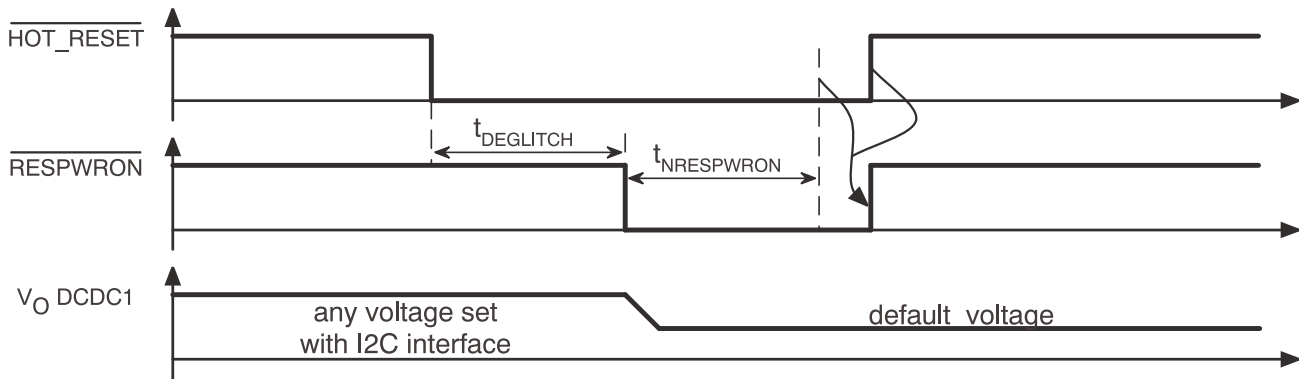 HOT_RESET
tDEGLITCH
RESPWRON
tNRESPWRON
VO DCDC1
any voltage set
with I2C interface
default voltage